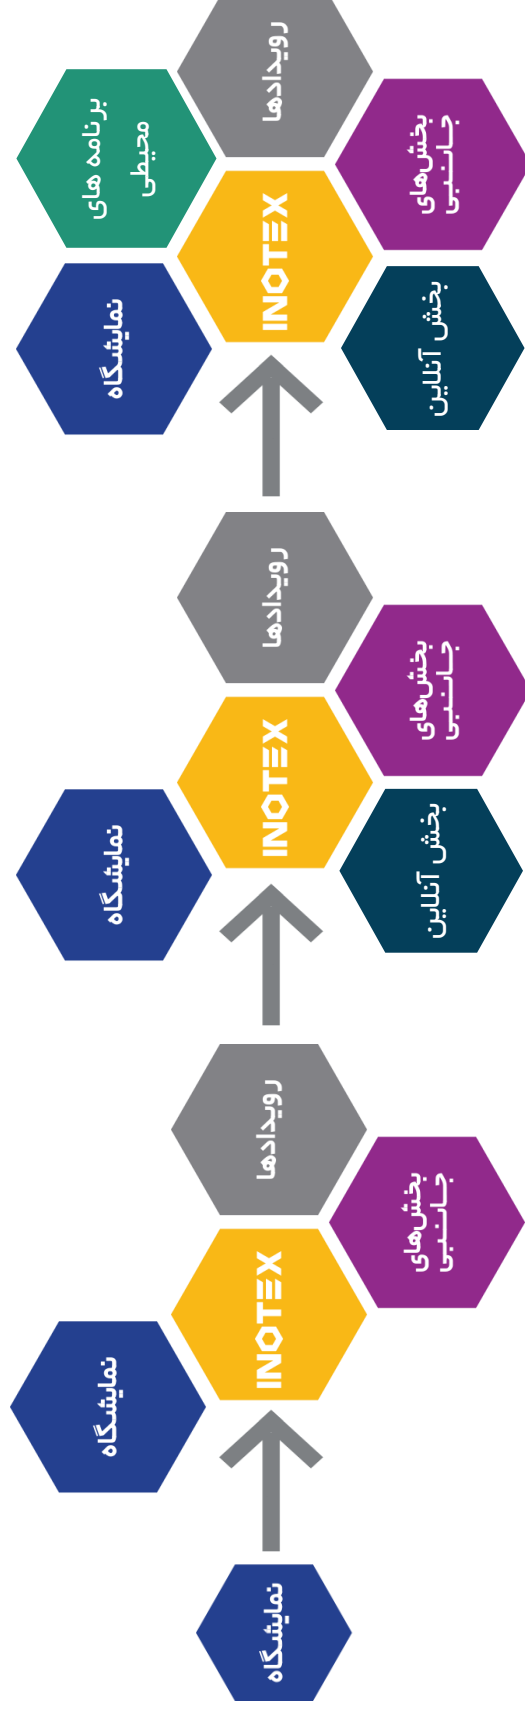 نمایشگاه
نمایشگاه
INOTEX
رویدادها
بخش‌های
جانبی
نمایشگاه
INOTEX
رویدادها
بخش‌های
جانبی
بخش آنلاین
نمایشگاه
INOTEX
رویدادها
برنامه های
محیطی
بخش‌های
جانبی
بخش آنلاین